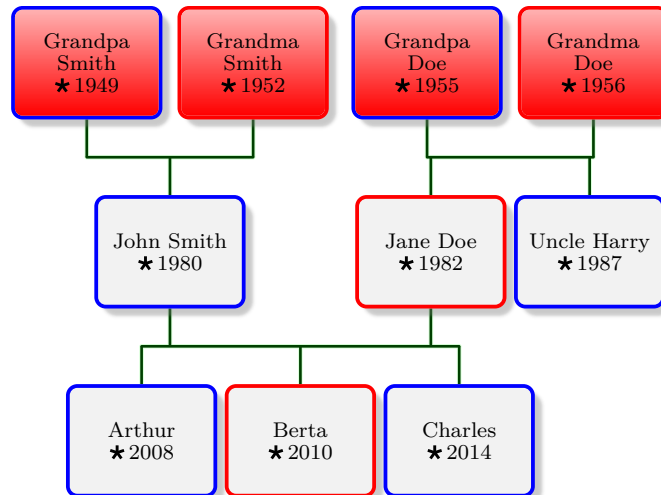 Grandpa
Smith
★ 1949
Grandma
Smith
★ 1952
Grandpa
Doe
★ 1955
Grandma
Doe
★ 1956
John Smith
★ 1980
Jane Doe
★ 1982
Uncle Harry
★ 1987
Arthur
★ 2008
Berta
★ 2010
Charles
★ 2014